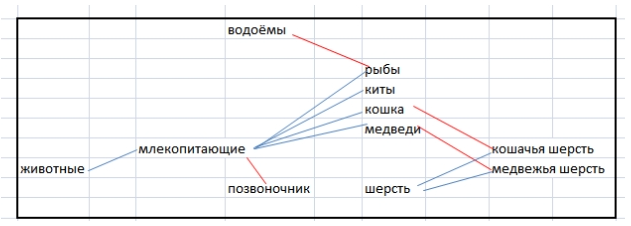 водоёмы
рыбы
киты
кошка
медведи
млекопитающие
кошачья шерсть
животные
медвежья шерсть
позвоночник
шерсть